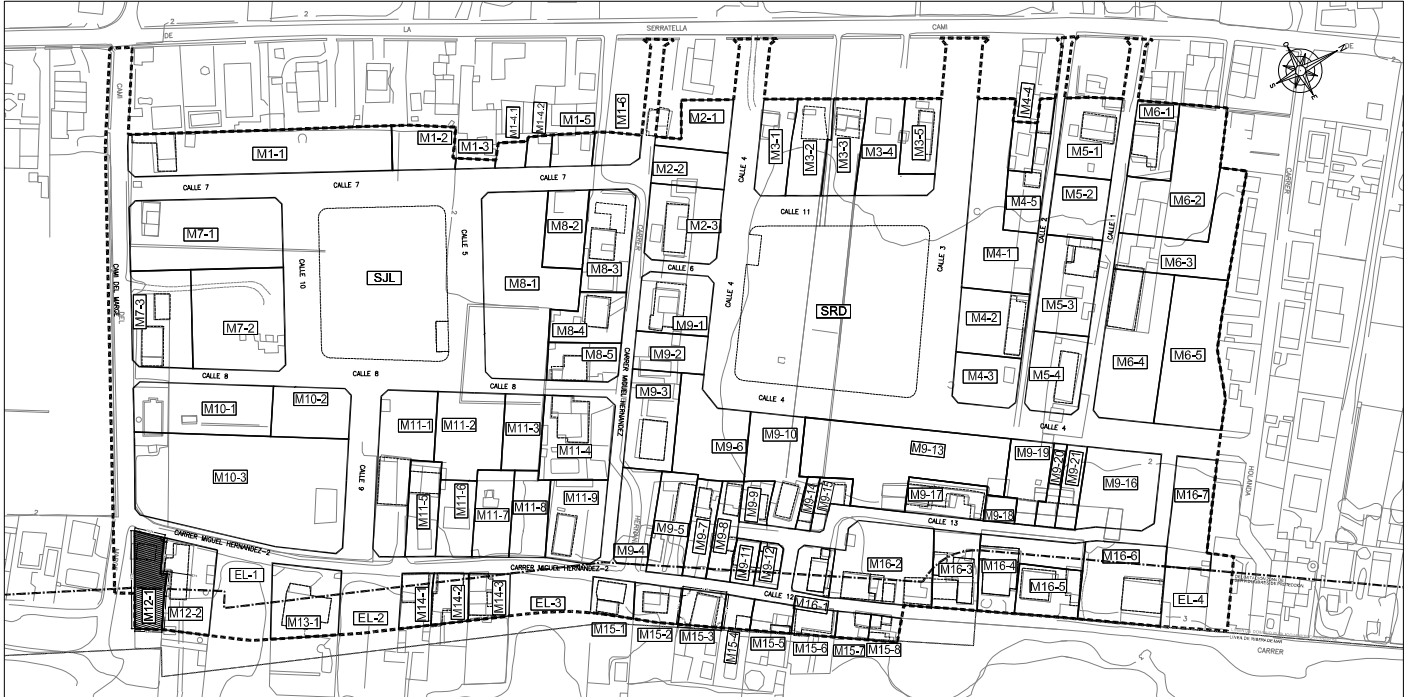 2
2
DE
LA
SERRATELLA
CAMI
DE
CAMI
DEL
CAMI DEL MARGE
CARRER
HOLANDA
N
O
S
E
M1-1
M1-2
M1-3
M1-4.1
M1-4.2
M1-5
M1-6
M2-1
M2-2
M2-3
M3-1
M3-2
M3-3
M3-4
M3-5
M4-4
M4-5
M4-1
M4-2
M4-3
M5-1
M5-2
M5-3
M5-4
M6-1
M6-2
M6-3
M6-4
M6-5
CALLE 7
CALLE 7
CALLE 7
CALLE 4
CALLE 11
CALLE 3
CALLE 2
CALLE 1
M7-1
M7-2
M7-3
CALLE 10
SJL
CALLE 5
2
M8-1
M8-2
M8-3
M8-4
M8-5
CARRER
CARRER MIGUEL HERNANDEZ
HERNANDEZ
CALLE 6
CALLE 4
SRD
M9-1
M9-2
M9-3
CALLE 8
CALLE 8
CALLE 8
CALLE 4
CALLE 4
M10-1
M10-2
M10-3
CALLE 9
M11-1
M11-2
M11-3
M11-4
M11-5
M11-6
M11-7
M11-8
M11-9
M9-4
M9-5
M9-6
M9-7
M9-8
M9-9
M9-10
M9-11
M9-12
M9-13
M9-14
M9-15
M9-16
M9-17
M9-18
M9-19
M9-20
M9-21
2
M16-7
CALLE 13
2
CARRER MIGUEL HERNANDEZ-2
CARRER MIGUEL HERNANDEZ-2
CALLE 12
M12-1
M12-2
EL-1
M13-1
EL-2
M14-1
M14-2
M14-3
EL-3
M15-1
M15-2
M15-3
M15-4
M15-5
M15-6
M15-7
M15-8
M16-1
M16-2
M16-3
M16-4
M16-5
M16-6
EL-4
3
CARRER